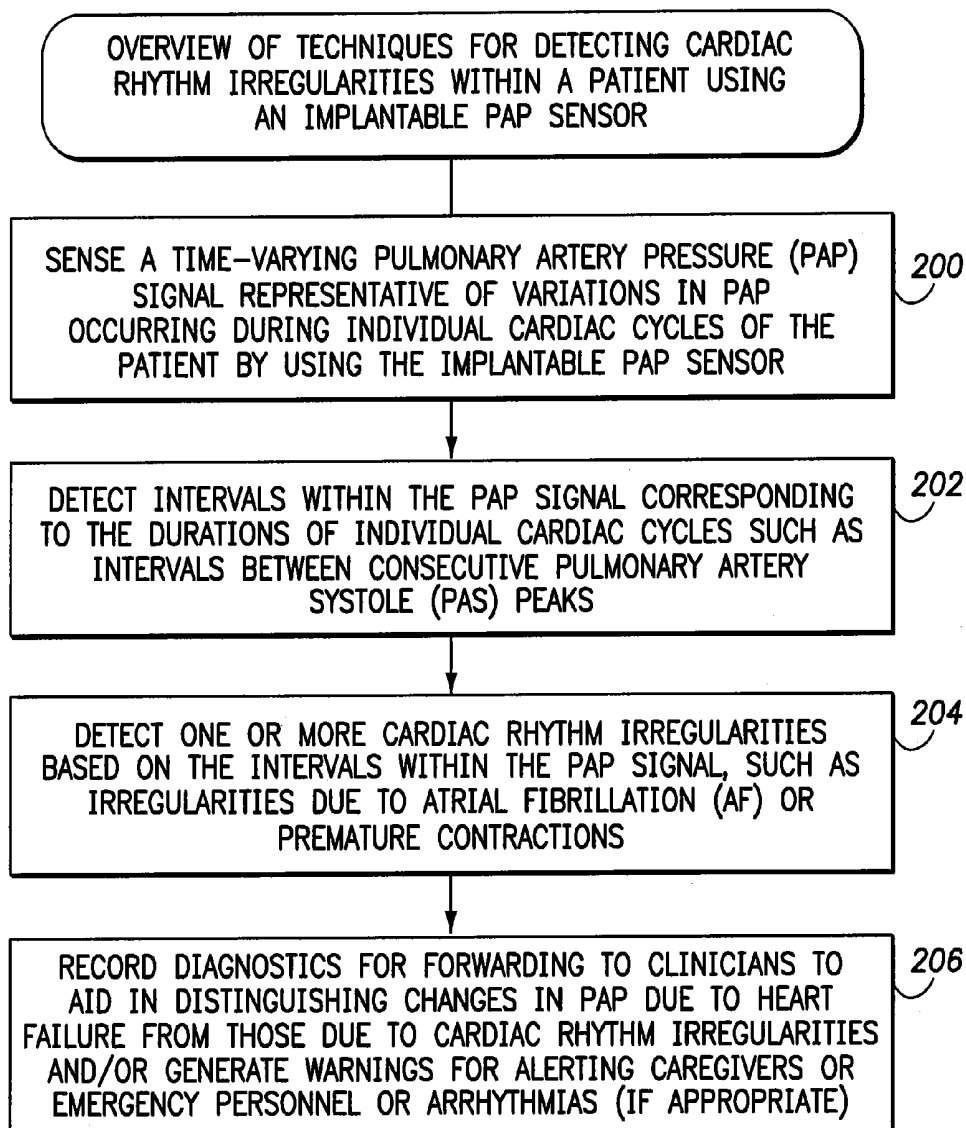 OVERVIEW OF TECHNIQUES FOR DETECTING CARDIAC
RHYTHM IRREGULARITIES WITHIN A PATIENT USING
AN IMPLANTABLE PAP SENSOR
SENSE A TIME-VARYING PULMONARY ARTERY PRESSURE (PAP)
SIGNAL REPRESENTATIVE OF VARIATIONS IN PAP
OCCURRING DURING INDIVIDUAL CARDIAC CYCLES OF THE
PATIENT BY USING THE IMPLANTABLE PAP SENSOR
200
DETECT INTERVALS WITHIN THE PAP SIGNAL CORRESPONDING
TO THE DURATIONS OF INDIVIDUAL CARDIAC CYCLES SUCH AS
INTERVALS BETWEEN CONSECUTIVE PULMONARY ARTERY
SYSTOLE (PAS) PEAKS
202
DETECT ONE OR MORE CARDIAC RHYTHM IRREGULARITIES
BASED ON THE INTERVALS WITHIN THE PAP SIGNAL, SUCH AS
IRREGULARITIES DUE TO ATRIAL FIBRILLATION (AF) OR
PREMATURE CONTRACTIONS
204
RECORD DIAGNOSTICS FOR FORWARDING TO CLINICIANS TO
AID IN DISTINGUISHING CHANGES IN PAP DUE TO HEART
FAILURE FROM THOSE DUE TO CARDIAC RHYTHM IRREGULARITIES
AND/OR GENERATE WARNINGS FOR ALERTING CAREGIVERS OR
EMERGENCY PERSONNEL OR ARRHYTHMIAS (IF APPROPRIATE)
206